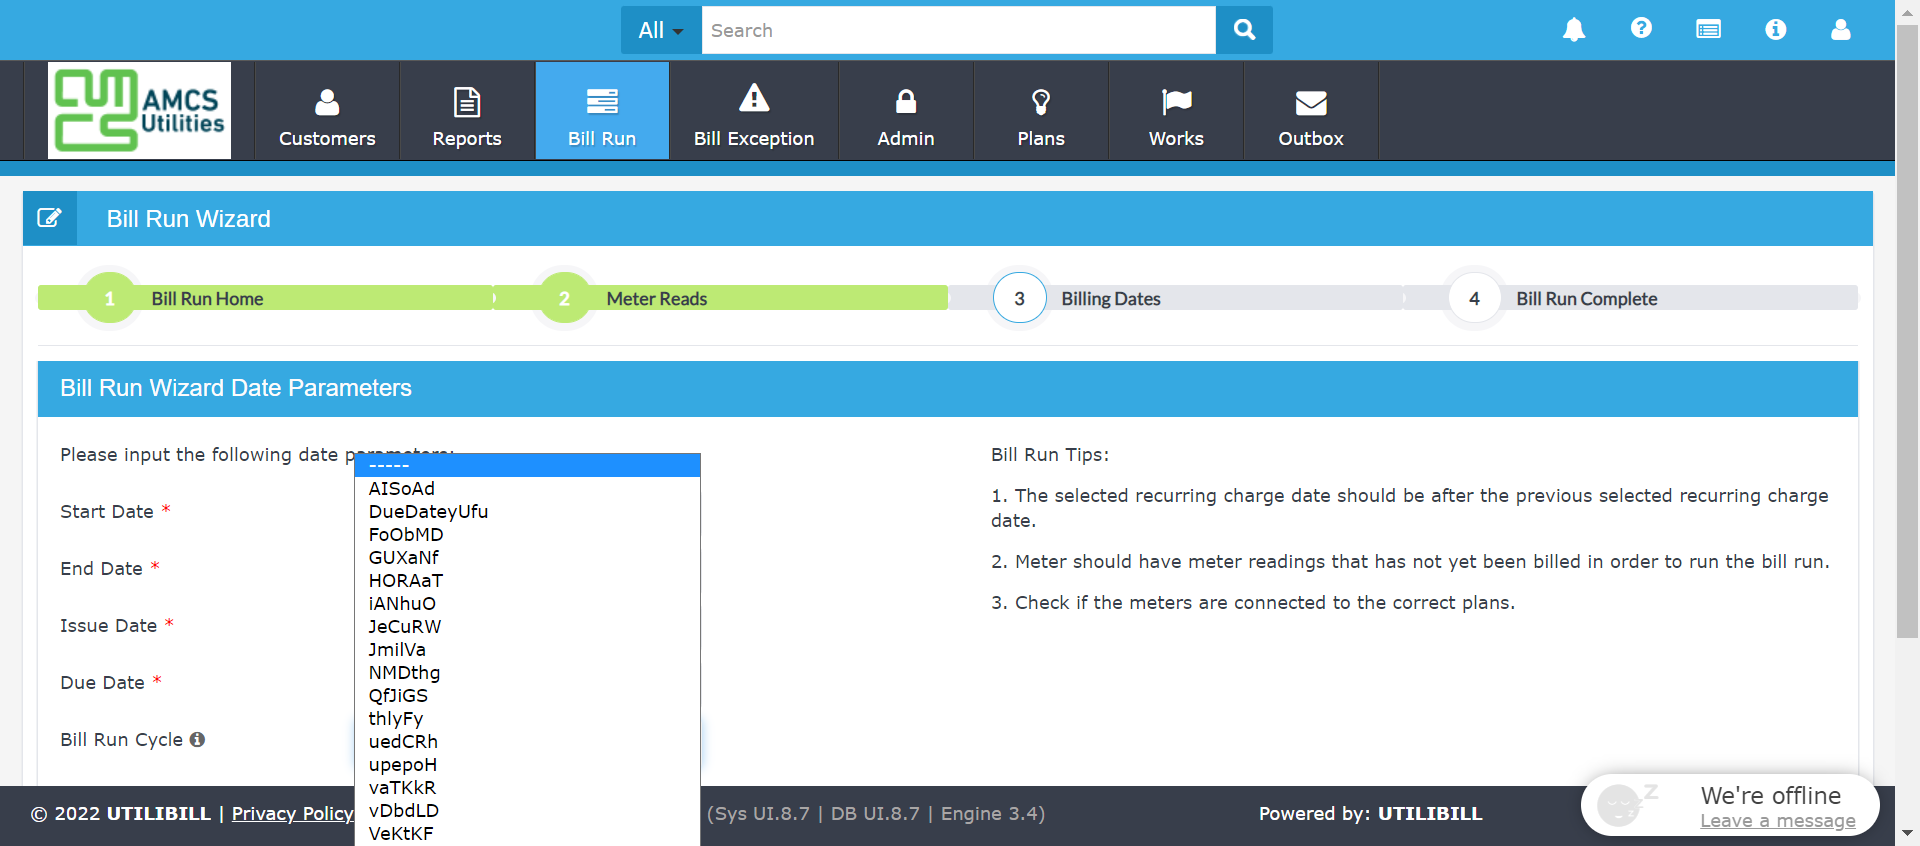 All
Search
AMCS
Utilities
Customers
Reports
Bill Run
Bill Exception
Admin
Plans
Works
Outbox
Bill Run Wizard
1 Bill Run Home
2 Meter Reads
3 Billing Dates
4 Bill Run Complete
Bill Run Wizard Date Parameters
Please input the following date parameters:
Start Date *
End Date *
Issue Date *
Due Date *
Bill Run Cycle
-----
AISoAd
DueDateyUfu
FoObMD
GUXaNf
HORAaT
iANhuO
JeCuRW
JmilVa
NMDthg
QfJiGS
thlyFy
uedCRh
upepoH
vaTKkR
vDbdLD
VeKtKF
Bill Run Tips:
1. The selected recurring charge date should be after the previous selected recurring charge
date.
2. Meter should have meter readings that has not yet been billed in order to run the bill run.
3. Check if the meters are connected to the correct plans.
© 2022 UTILIBILL | Privacy Policy
(Sys UI.8.7 | DB UI.8.7 | Engine 3.4)
Powered by: UTILIBILL
We're offline
Leave a message